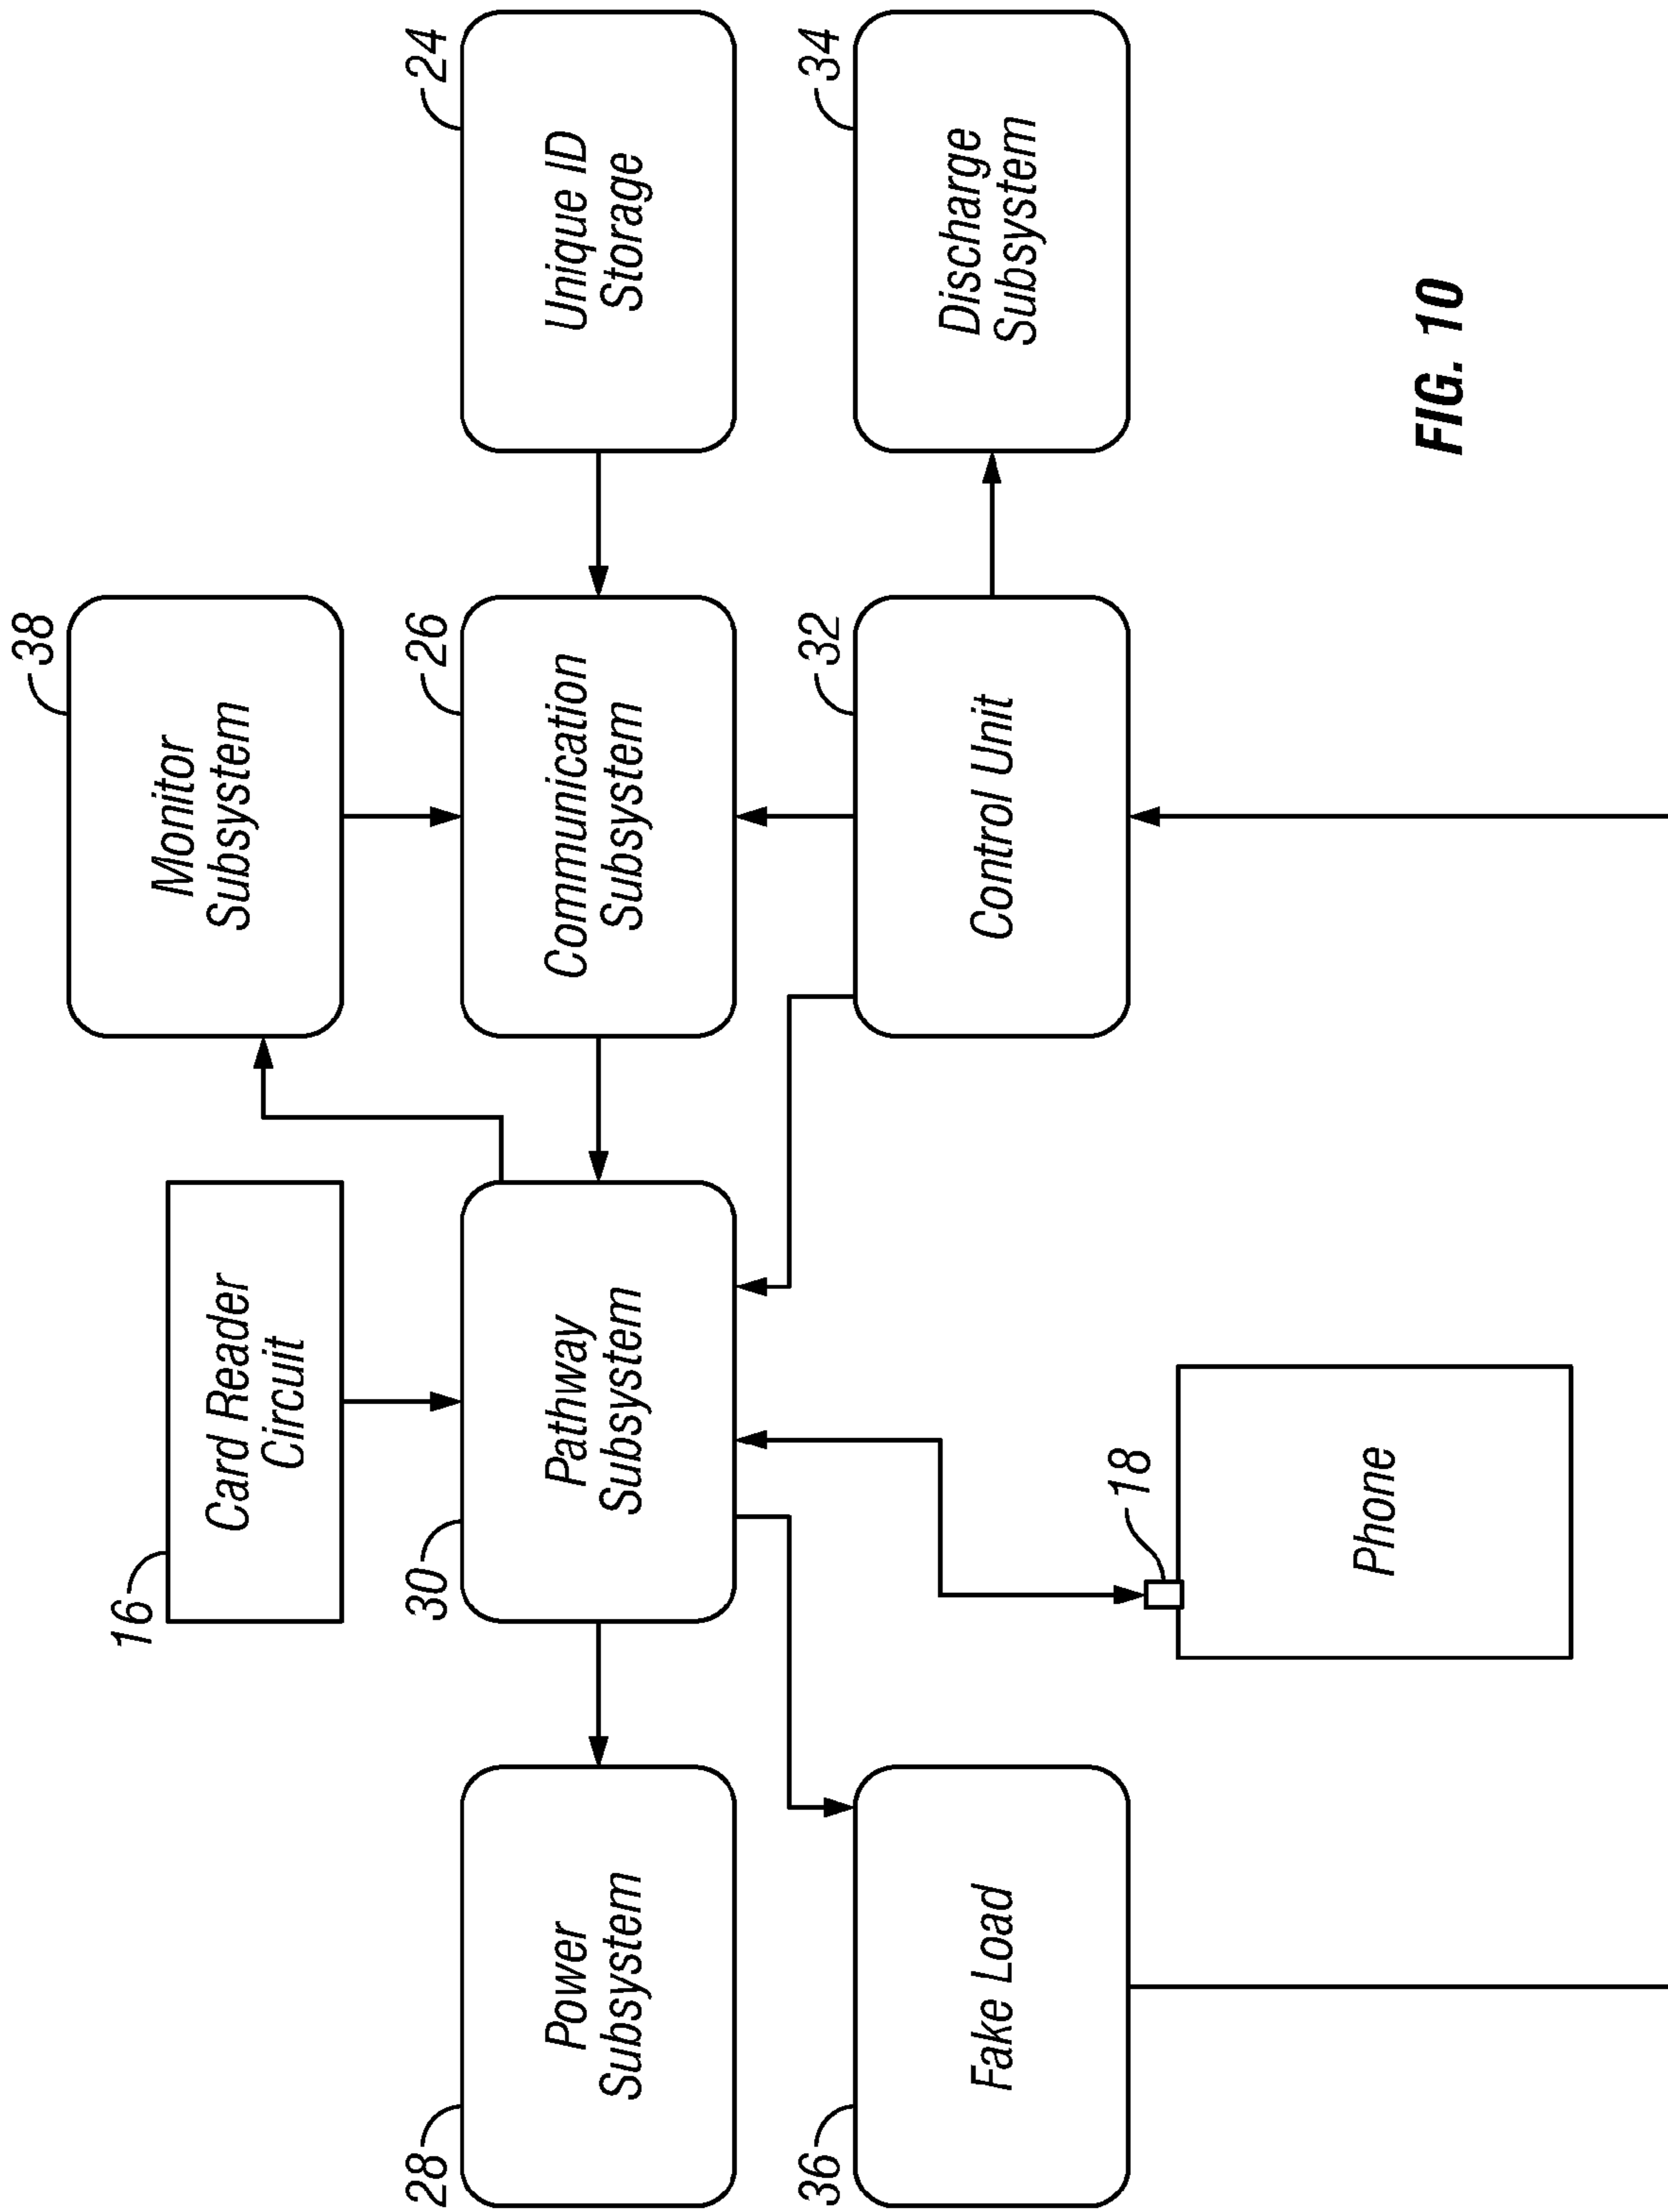 38
16
Card Reader
Circuit
Monitor
Subsystem
28
30
26
24
Power
Subsystem
Pathway
Subsystem
Communication
Subsystem
Unique ID
Storage
36
32
34
Fake Load
Control Unit
Discharge
Subsystem
18
Phone
FIG. 10